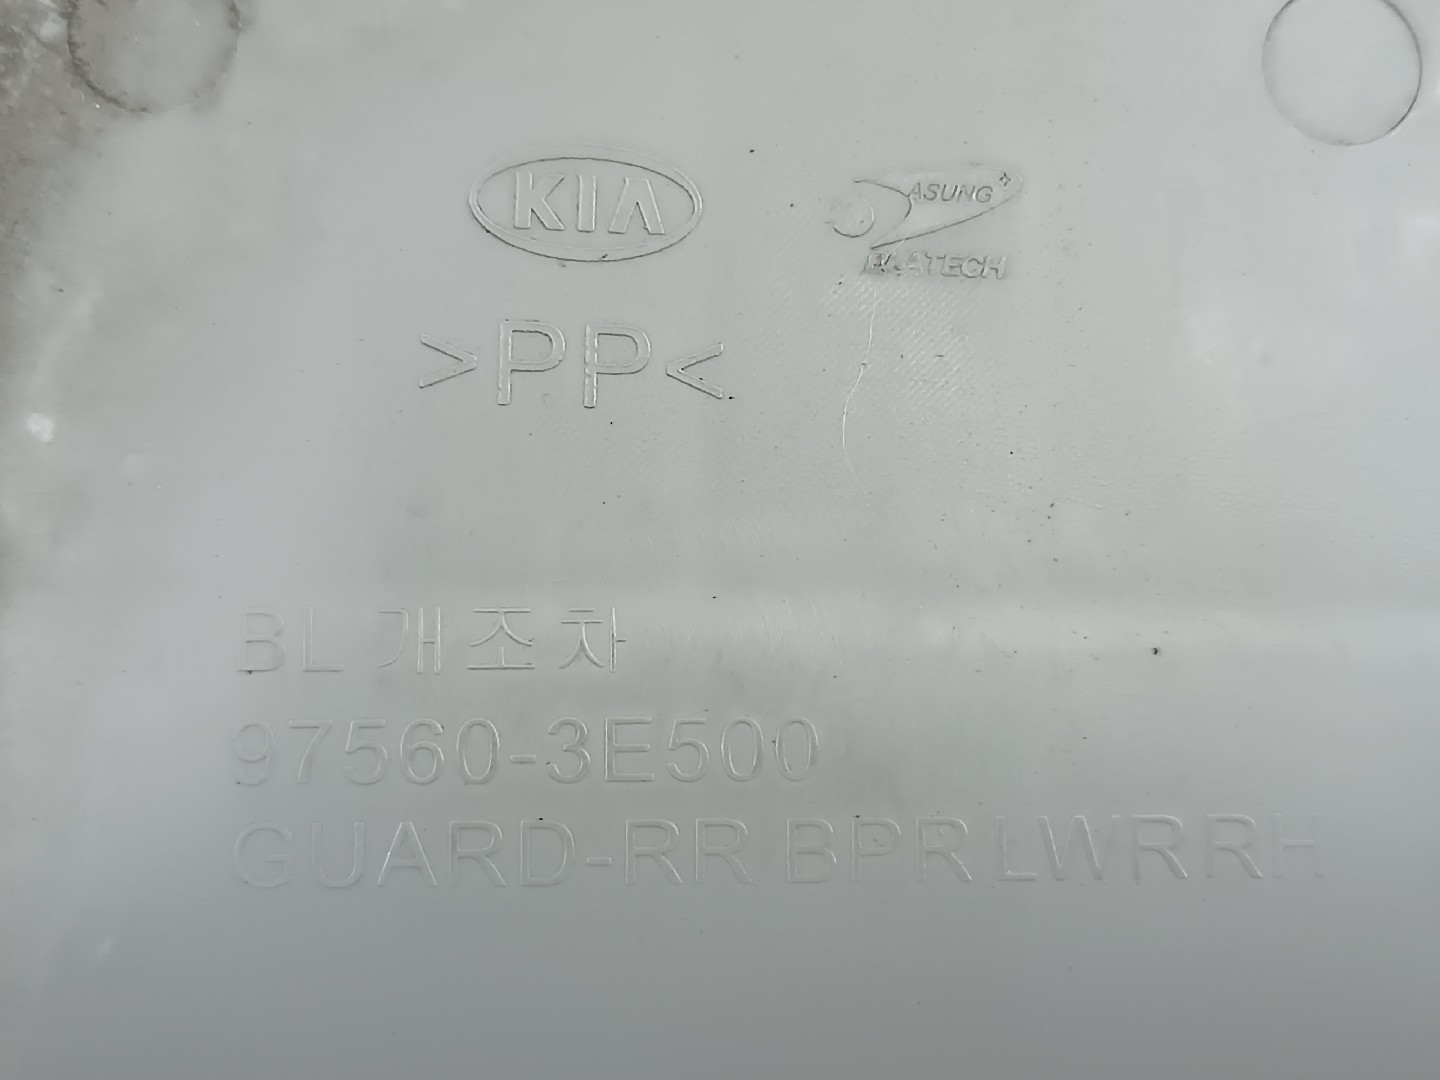 KIA
ASUNG
>PP<
BL 개조차
97560-3E500
GUARD-RR BPR LWR RH